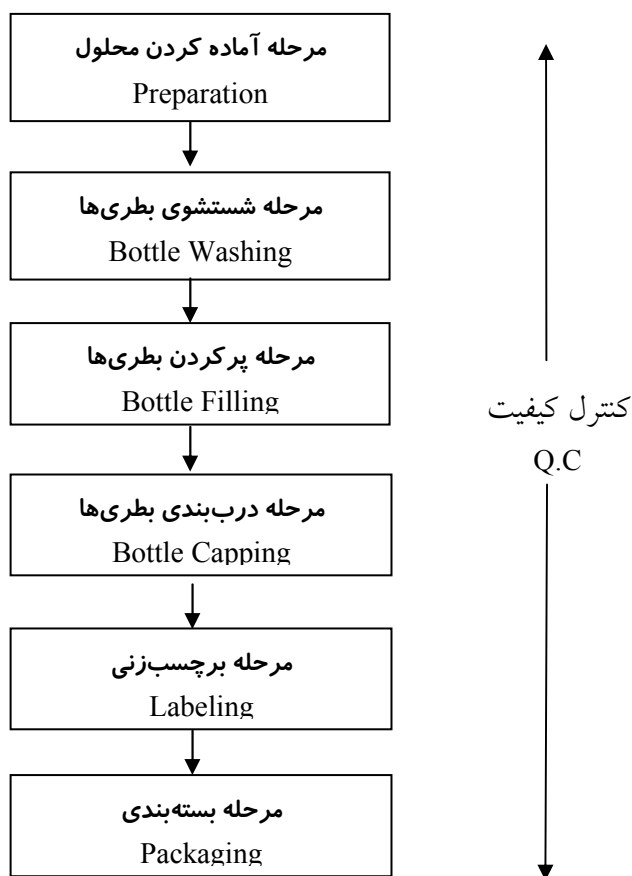 مرحله آماده کردن محلول
Preparation
مرحله شستشوی بطری‌ها
Bottle Washing
مرحله پرکردن بطری‌ها
Bottle Filling
مرحله درب‌بندی بطری‌ها
Bottle Capping
مرحله برچسب‌زنی
Labeling
مرحله بسته‌بندی
Packaging
کنترل کیفیت
Q.C